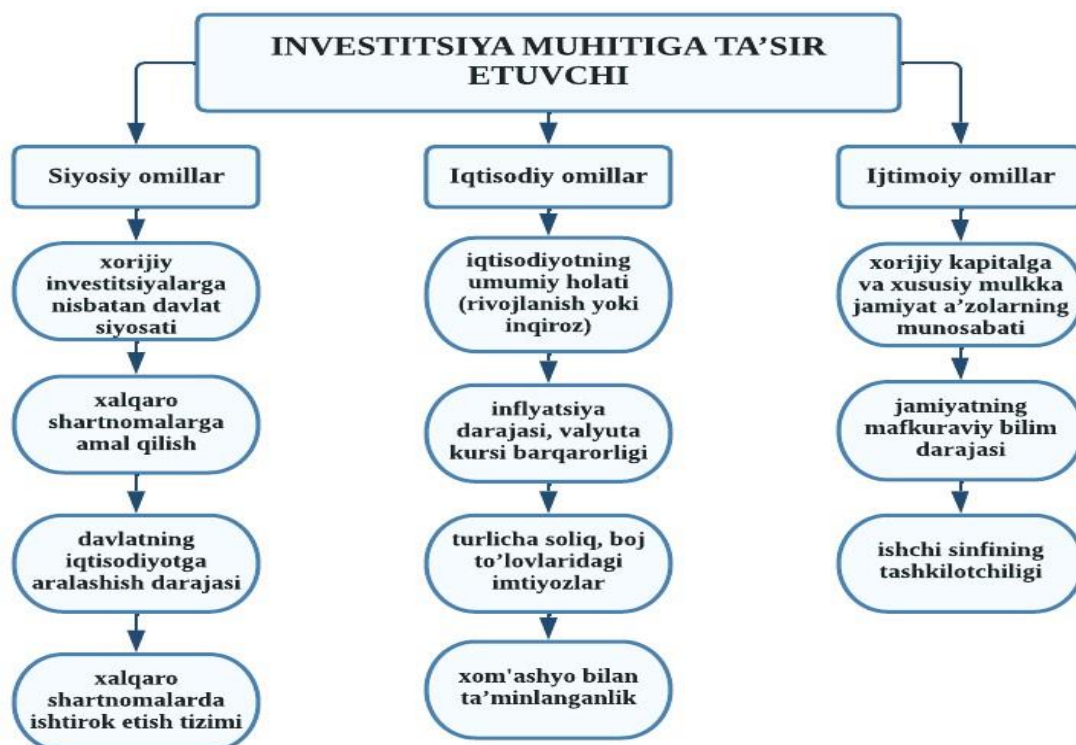 INVESTITSIYA MUHITIGA TA’SIR
ETUVCHI
Siyosiy omillar
xorijiy
investitsiyalarga
nisbatan davlat
siyosati
xalqaro
shartnomalarga
amal qilish
davlatning
iqtisodiyotga
aralashish darajasi
xalqaro
shartnomalarda
ishtirok etish tizimi
Iqtisodiy omillar
iqtisodiyotning
umumiy holati
(rivojlanish yoki
inqiroz)
inflyatsiya
darajasi, valyuta
kursi barqarorligi
turlicha soliq, boj
to’lovlaridagi
imtiyozlar
xom'ashyo bilan
ta’minlanganlik
Ijtimoiy omillar
xorijiy kapitalga
va xususiy mulkka
jamiyat a’zolarning
munosabati
jamiyatning
mafkuraviy bilim
darajasi
ishchi sinfining
tashkilotchiligi